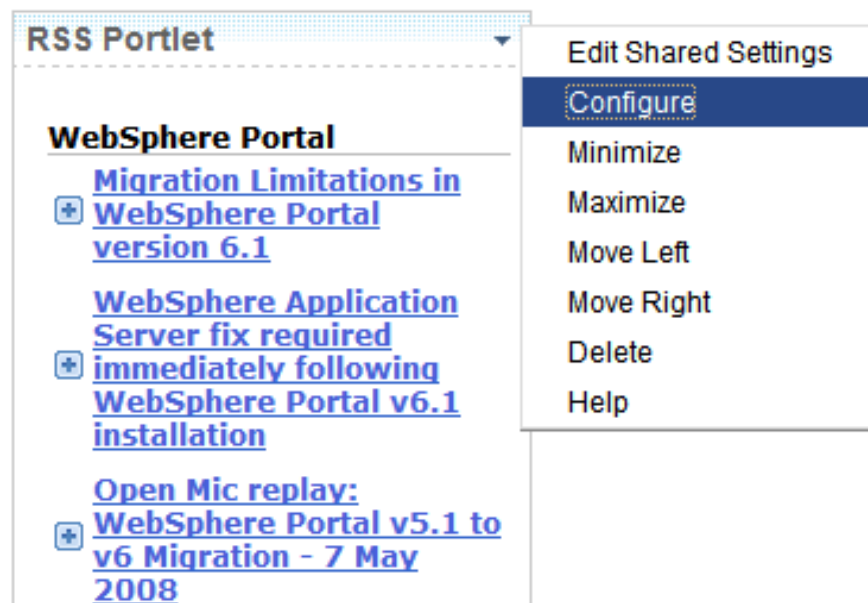 RSS Portlet
Edit Shared Settings
Configure
Minimize
Maximize
Move Left
Move Right
Delete
Help
WebSphere Portal
Migration Limitations in
WebSphere Portal
version 6.1
WebSphere Application
Server fix required
immediately following
WebSphere Portal v6.1
installation
Open Mic replay:
WebSphere Portal v5.1 to
v6 Migration - 7 May
2008